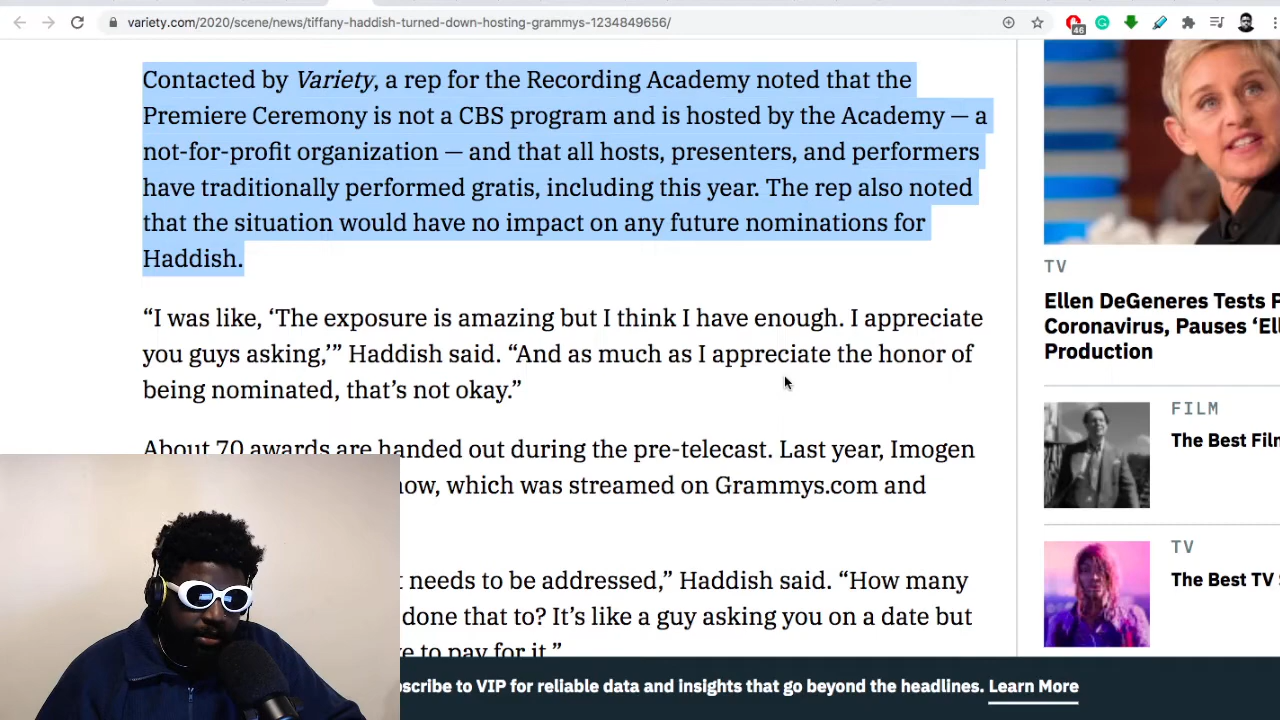 variety.com/2020/scene/news/tiffany-haddish-turned-down-hosting-grammys-1234849656/
46
Contacted by Variety, a rep for the Recording Academy noted that the
Premiere Ceremony is not a CBS program and is hosted by the Academy — a
not-for-profit organization — and that all hosts, presenters, and performers
have traditionally performed gratis, including this year. The rep also noted
that the situation would have no impact on any future nominations for
Haddish.
“I was like, ‘The exposure is amazing but I think I have enough. I appreciate
you guys asking,’” Haddish said. “And as much as I appreciate the honor of
being nominated, that’s not okay.”
About 70 awards are handed out during the pre-telecast. Last year, Imogen
which was streamed on Grammys.com and
needs to be addressed,” Haddish said. “How many
done that to? It’s like a guy asking you on a date but
to pay for it.”
TV
Ellen DeGeneres Tests
Coronavirus, Pauses
Production
FILM
The Best
TV
The Best TV
to VIP for reliable data and insights that go beyond the headlines. Learn More